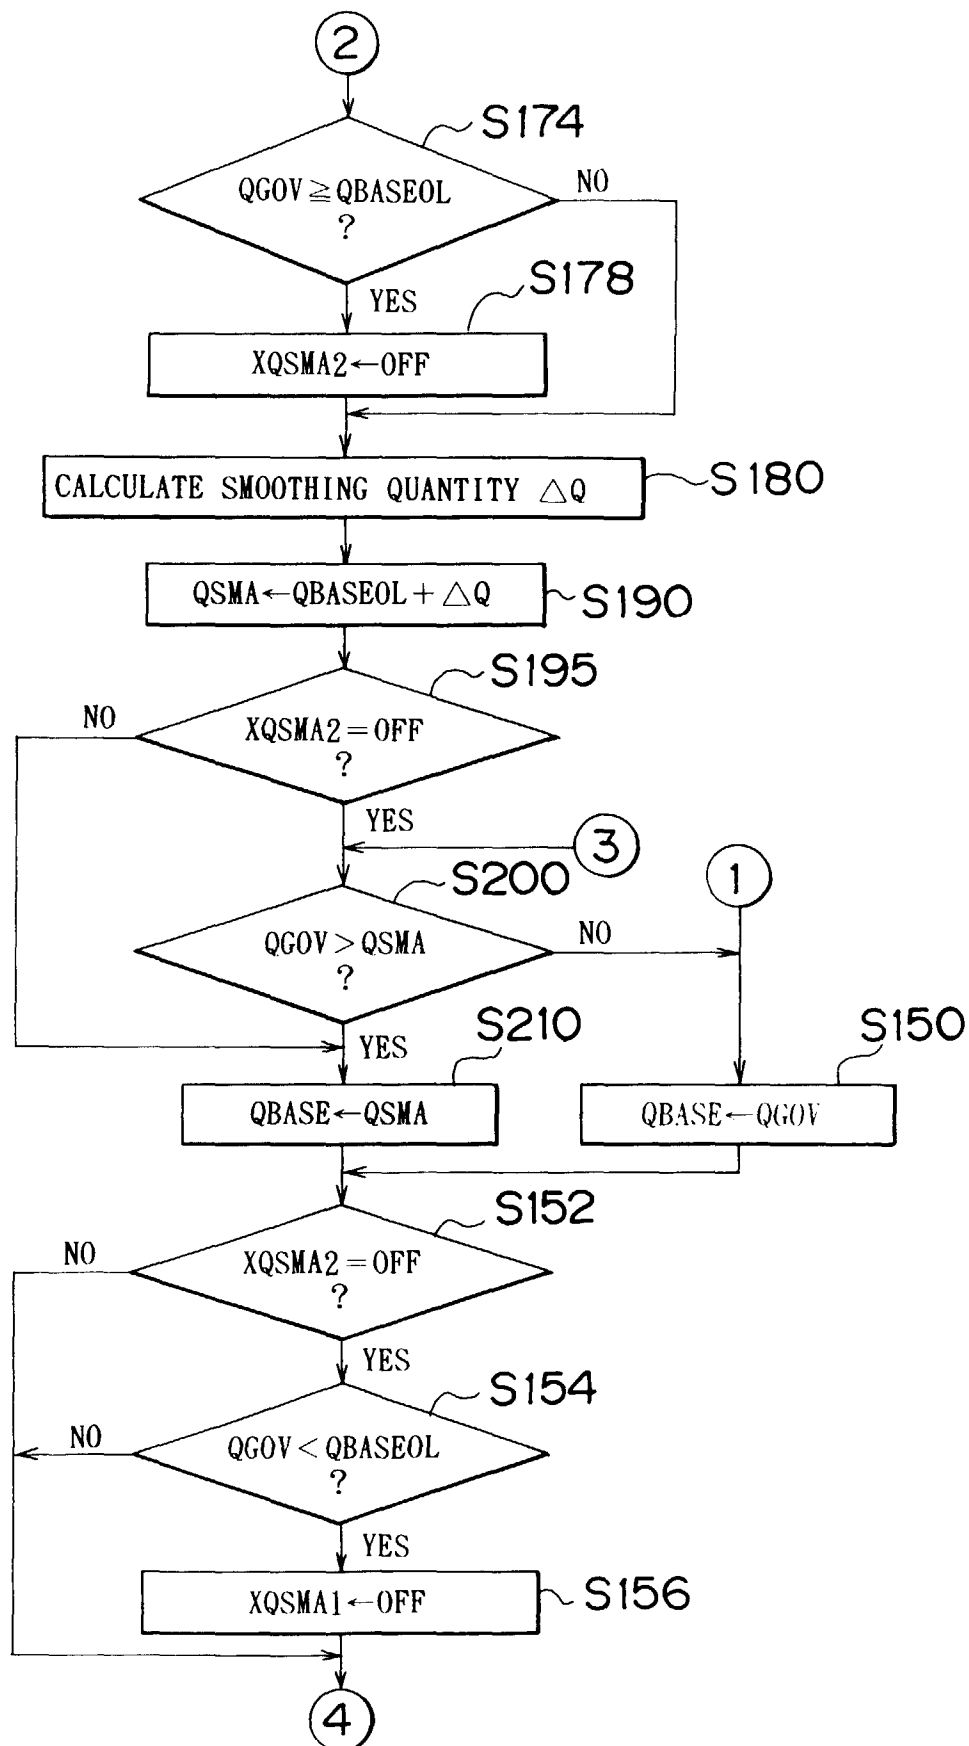 2
S174
QGOV≧QBASEOL
?
NO
YES
S178
XQSMA2←OFF
CALCULATE SMOOTHING QUANTITY △Q
S180
QSMA←QBASEOL+△Q
S190
S195
XQSMA2=OFF
?
NO
YES
3
1
S200
QGOV>QSMA
?
NO
YES
S210
QBASE←QSMA
S150
QBASE←QGOV
S152
XQSMA2=OFF
?
NO
YES
S154
QGOV<QBASEOL
?
NO
YES
XQSMA1←OFF
S156
4